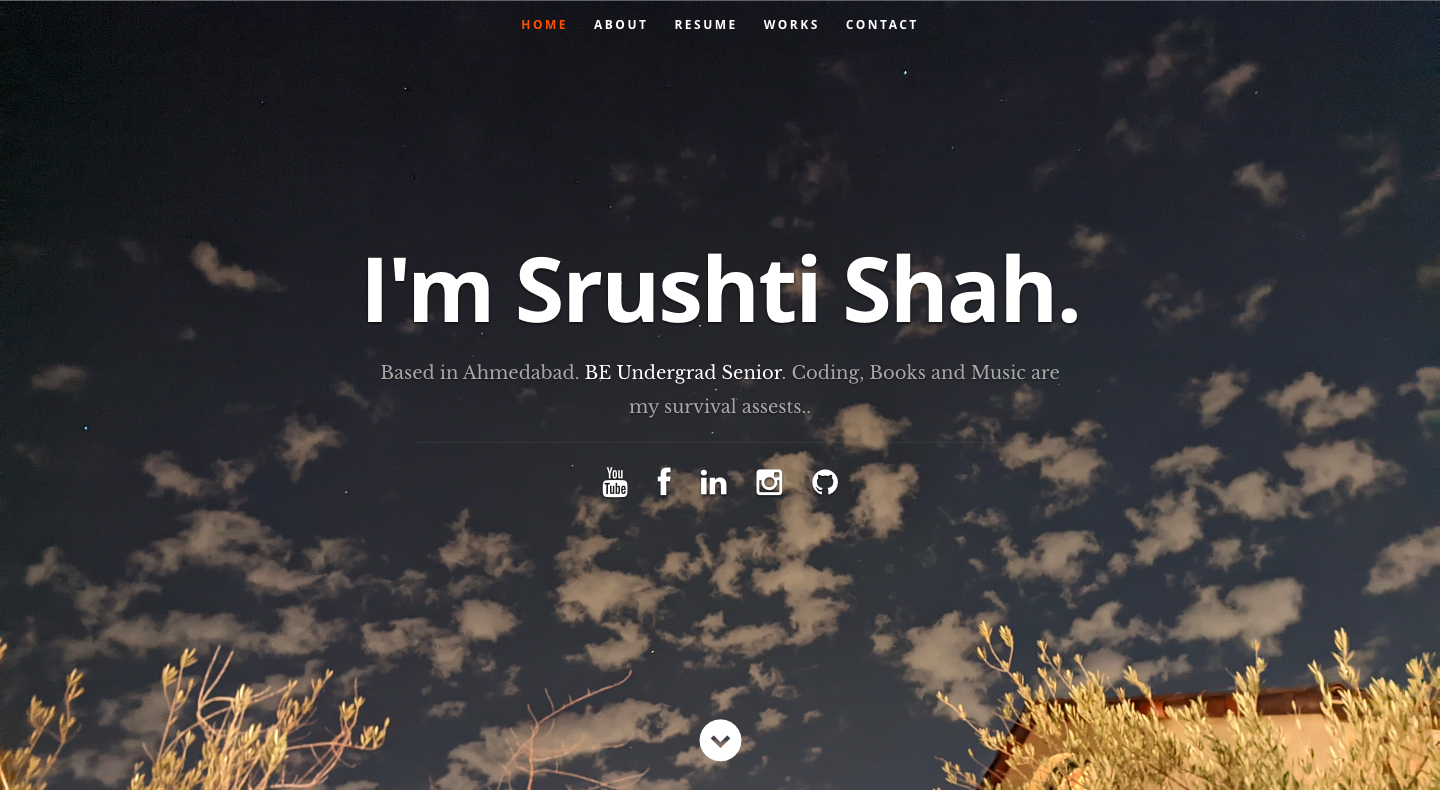 HOME ABOUT RESUME WORKS CONTACT
I'm Srushti Shah.
Based in Ahmedabad. BE Undergrad Senior. Coding, Books and Music are
my survival assests..
You
Tube
f
in